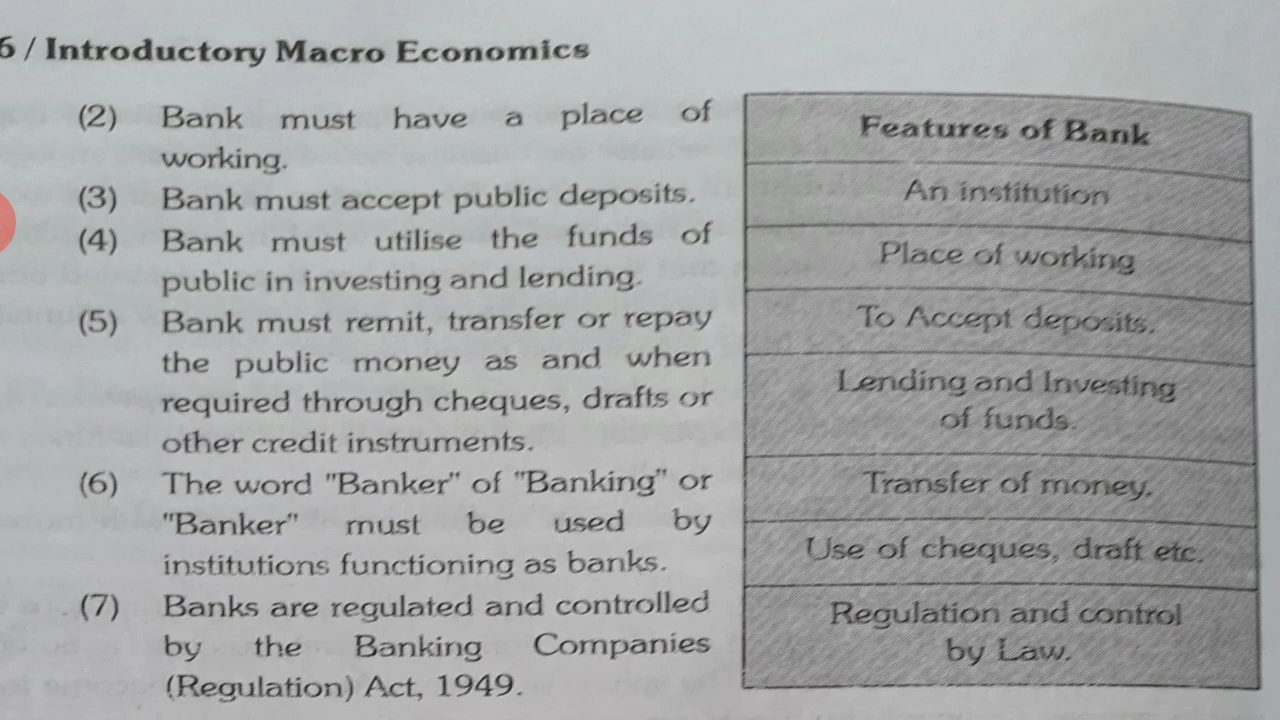 6 / Introductory Macro Economics
(2) Bank must have a place of
working.
(3) Bank must accept public deposits.
(4) Bank must utilise the funds of
public in investing and lending.
(5) Bank must remit, transfer or repay
the public money as and when
required through cheques, drafts or
other credit instruments.
(6) The word "Banker" of "Banking" or
"Banker" must be used by
institutions functioning as banks.
(7) Banks are regulated and controlled
by the Banking Companies
(Regulation) Act, 1949.
Features of Bank
An institution
Place of working
To Accept deposits.
Lending and Investing
of funds.
Transfer of money.
Use of cheques, draft etc.
Regulation and control
by Law.